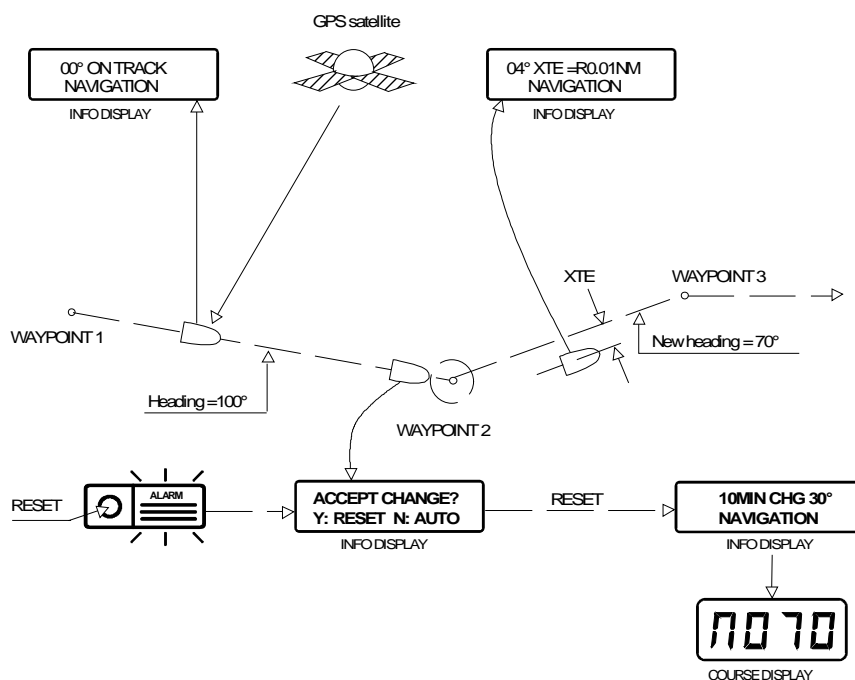 GPS satellite
00° ON TRACK
NAVIGATION
INFO DISPLAY
04° XTE =R0.01NM
NAVIGATION
INFO DISPLAY
XTE
WAYPOINT 3
WAYPOINT 1
New heading = 70°
Heading =100°
WAYPOINT 2
RESET
ALARM
ACCEPT CHANGE?
Y: RESET N: AUTO
INFO DISPLAY
RESET
10MIN CHG 30°
NAVIGATION
INFO DISPLAY
N070
COURSE DISPLAY